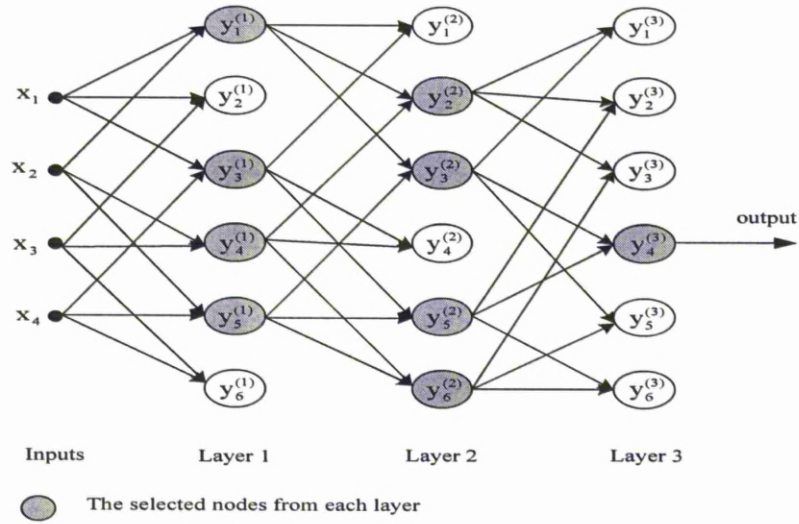 y₁⁽¹⁾ y₁⁽²⁾ y₁⁽³⁾
x₁ y₂⁽¹⁾ y₂⁽²⁾ y₂⁽³⁾
x₂ y₃⁽¹⁾ y₃⁽²⁾ y₃⁽³⁾
output
x₃ y₄⁽¹⁾ y₄⁽²⁾ y₄⁽³⁾
x₄ y₅⁽¹⁾ y₅⁽²⁾ y₅⁽³⁾
y₆⁽¹⁾ y₆⁽²⁾ y₆⁽³⁾
Inputs Layer 1 Layer 2 Layer 3
The selected nodes from each layer